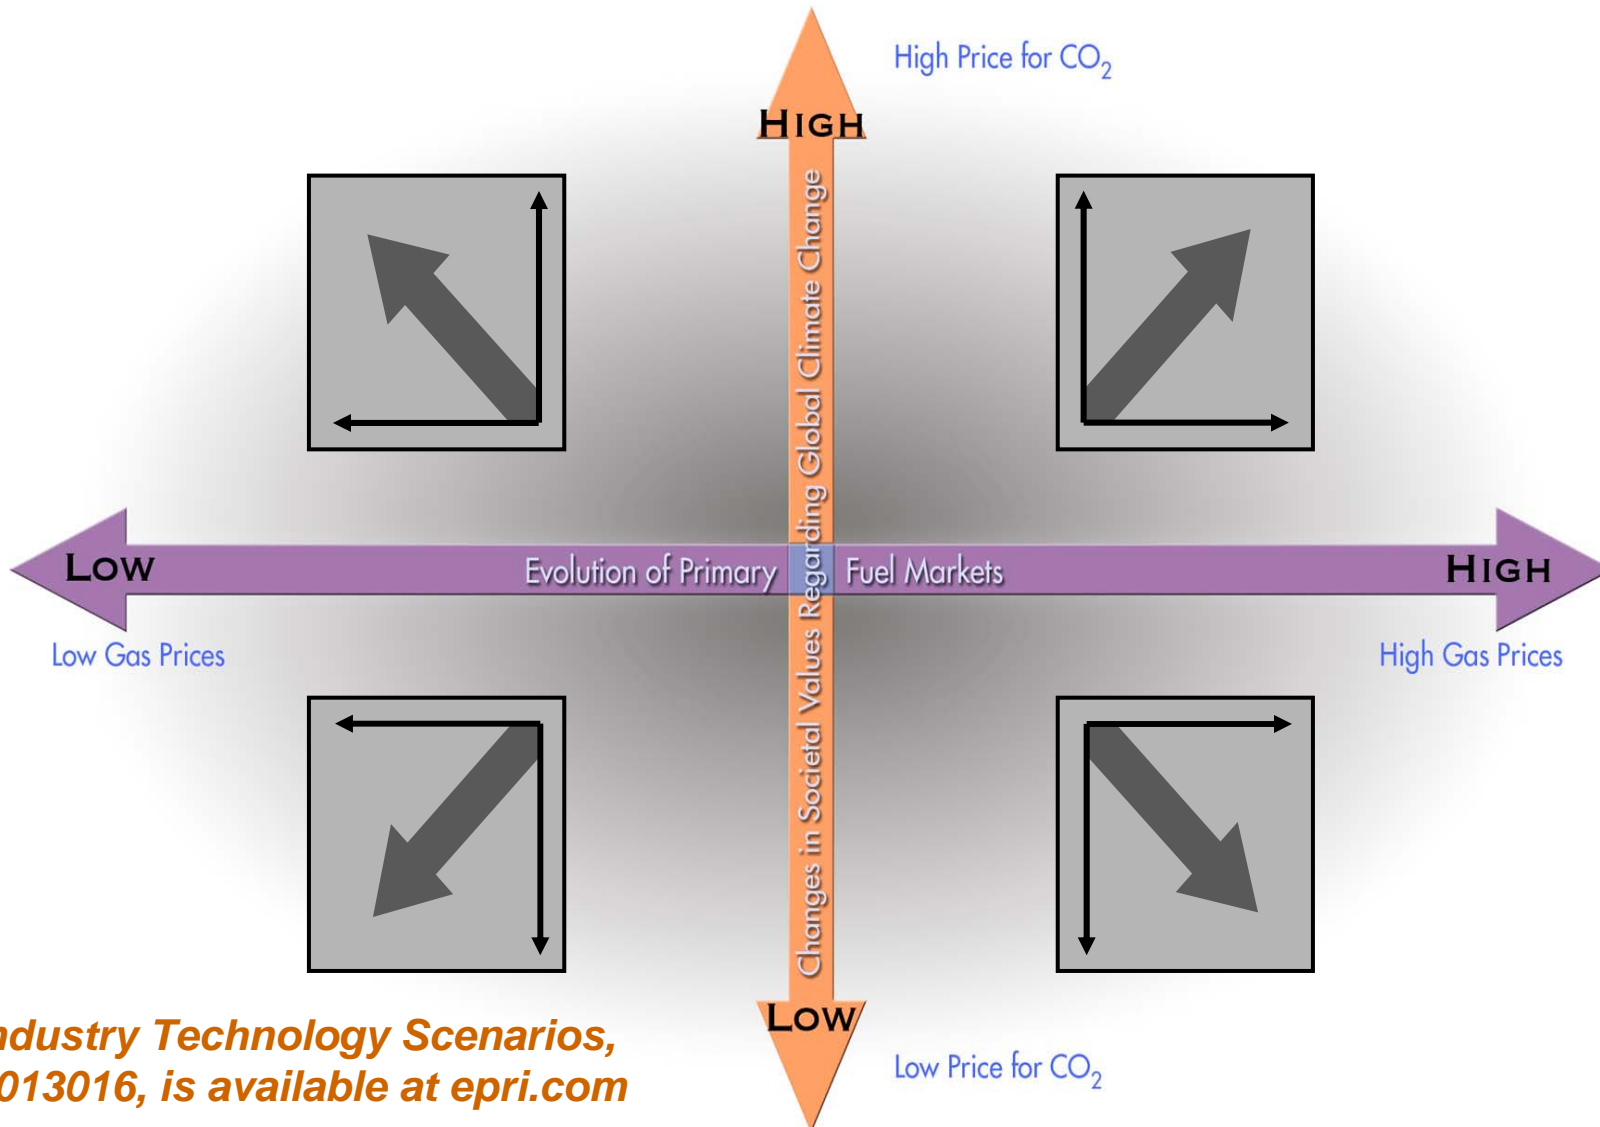 High Price for CO₂
HIGH
Changes in Societal Values Regarding Global Climate Change
LOW
Evolution of Primary Fuel Markets
HIGH
Low Gas Prices
High Gas Prices
LOW
Low Price for CO₂
Industry Technology Scenarios,
013016, is available at epri.com